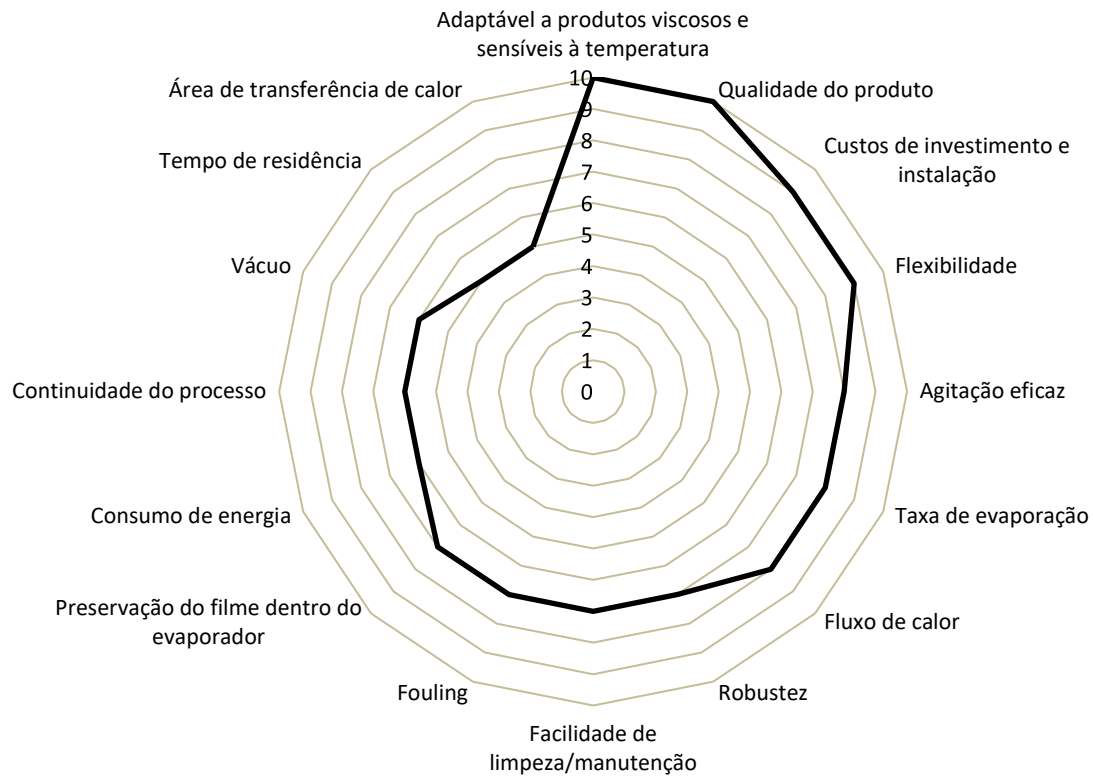 Adaptável a produtos viscosos e
sensíveis à temperatura
Qualidade do produto
Custos de investimento e
instalação
Flexibilidade
Agitação eficaz
Taxa de evaporação
Fluxo de calor
Robustez
Facilidade de
limpeza/manutenção
Fouling
Preservação do filme dentro do
evaporador
Consumo de energia
Continuidade do processo
Vácuo
Tempo de residência
Área de transferência de calor
10
9
8
7
6
5
4
3
2
1
0